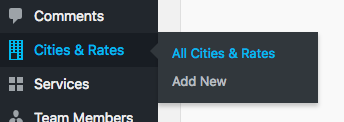 Comments
Cities & Rates
All Cities & Rates
Add New
Services
Team Members